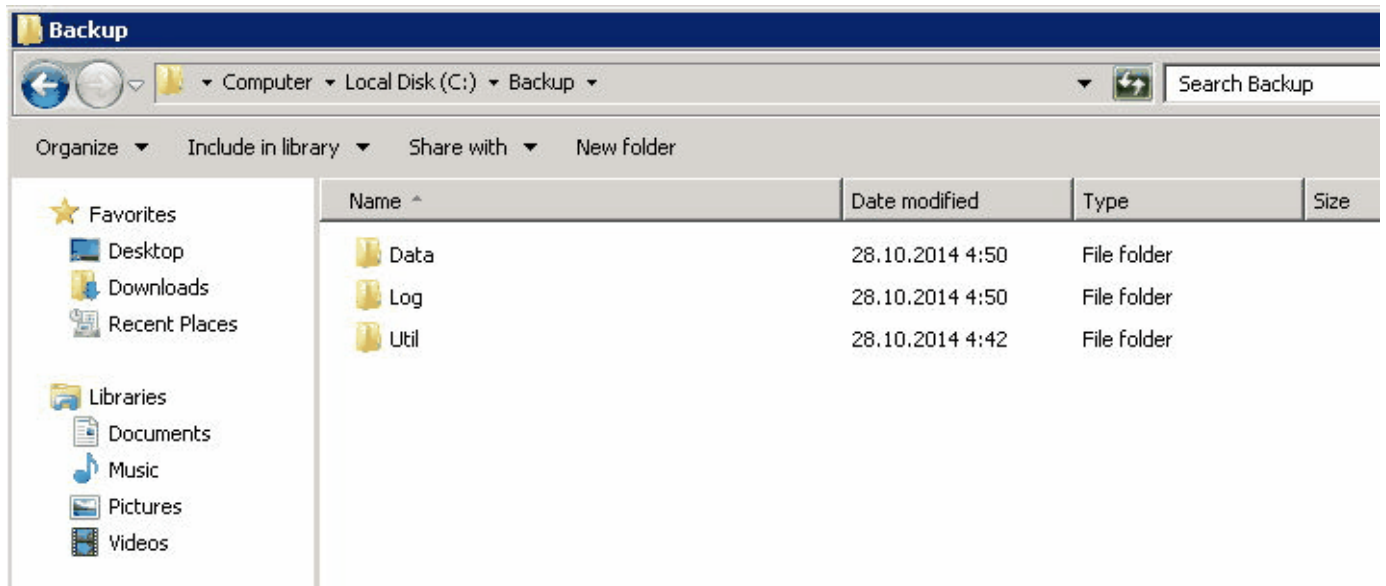 Backup
Computer Local Disk (C:) Backup Search Backup
Organize Include in library Share with New folder
Favorites
Desktop
Downloads
Recent Places
Libraries
Documents
Music
Pictures
Videos
Name Date modified Type Size
Data 28.10.2014 4:50 File folder
Log 28.10.2014 4:50 File folder
Util 28.10.2014 4:42 File folder